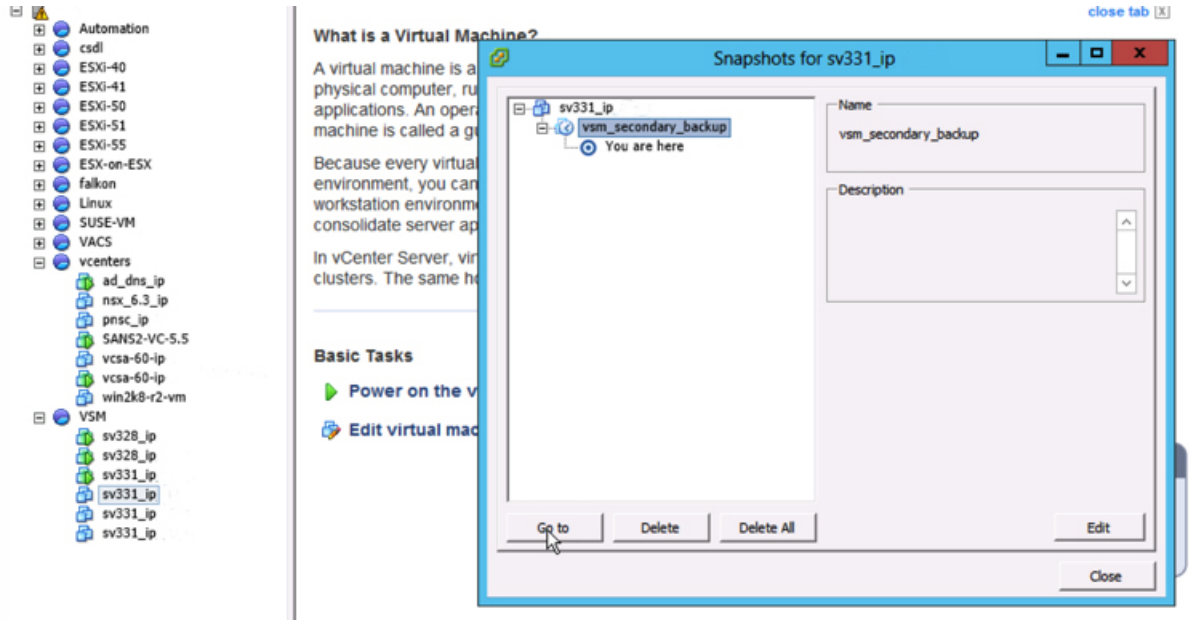 close tab [X]
Automation
csdl
ESXi-40
ESXi-41
ESXi-50
ESXi-51
ESXi-55
ESX-on-ESX
falkon
Linux
SUSE-VM
VACS
vcenters
ad_dns_ip
nsx_6.3_ip
pnsc_ip
SANS2-VC-5.5
vcsa-60-ip
vcsa-60-ip
win2k8-r2-vm
VSM
sv328_ip
sv328_ip
sv331_ip
sv331_ip
sv331_ip
sv331_ip
What is a Virtual Machine?
A virtual machine is a
physical computer, ru
applications. An opera
machine is called a gu
Because every virtual
environment, you can
workstation environme
consolidate server ap
In vCenter Server, vir
clusters. The same ho
Basic Tasks
Power on the v
Edit virtual mac
Snapshots for sv331_ip
sv331_ip
vsm_secondary_backup
You are here
Name
vsm_secondary_backup
Description
Go to
Delete
Delete All
Edit
Close